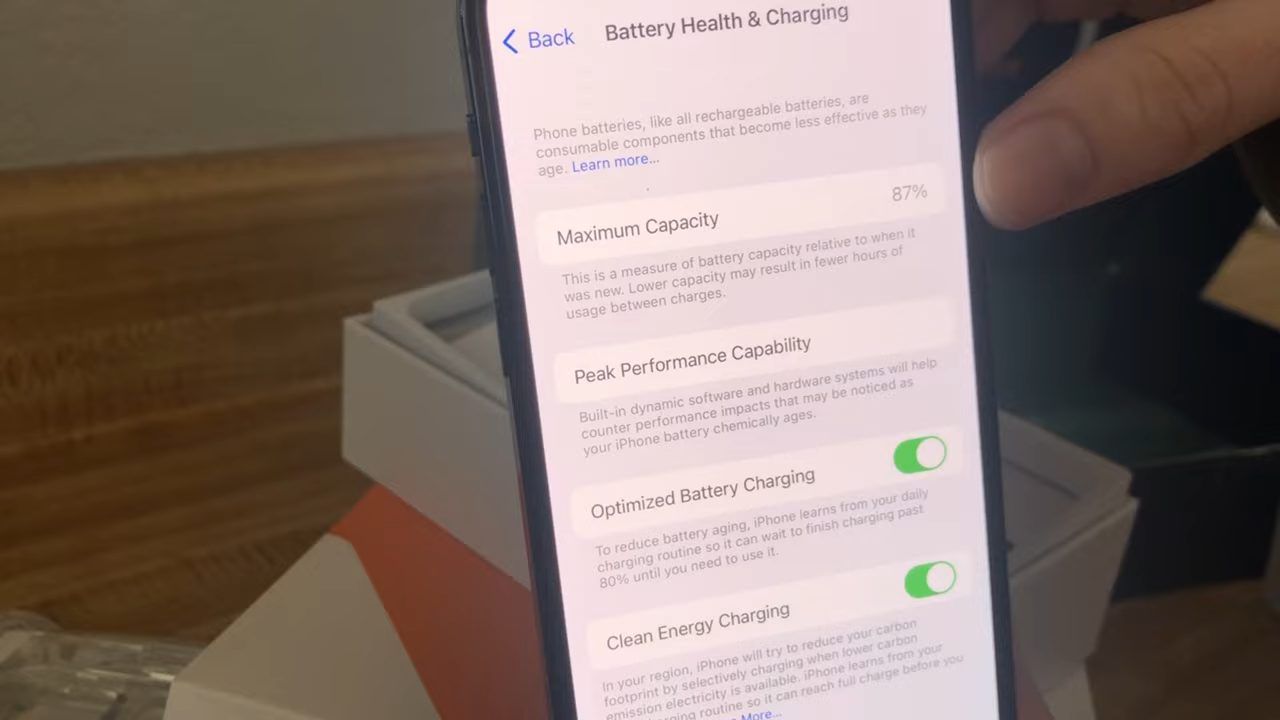 Back
Battery Health & Charging
Phone batteries, like all rechargeable batteries, are
consumable components that become less effective as they
age. Learn more...
Maximum Capacity 87%
This is a measure of battery capacity relative to when it
was new. Lower capacity may result in fewer hours of
usage between charges.
Peak Performance Capability
Built-in dynamic software and hardware systems will help
counter performance impacts that may be noticed as
your iPhone battery chemically ages.
Optimized Battery Charging
To reduce battery aging, iPhone learns from your daily
charging routine so it can wait to finish charging past
80% until you need to use it.
Clean Energy Charging
In your region, iPhone will try to reduce your carbon
footprint by selectively charging when lower carbon
emission electricity is available. iPhone learns from your
routine so it can reach full charge before you
More...